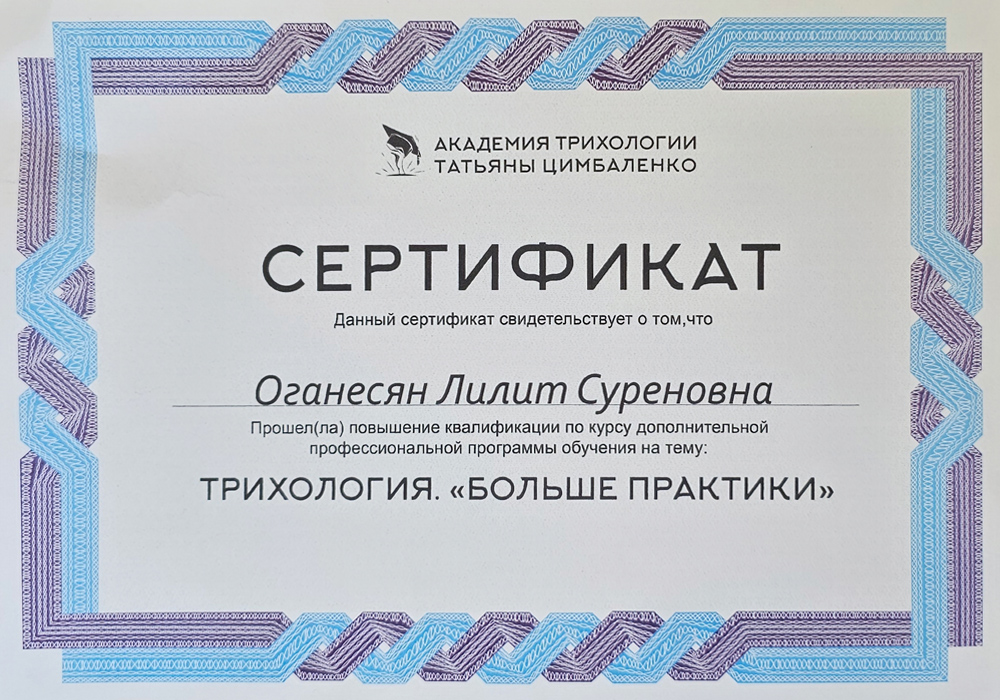 АКАДЕМИЯ ТРИХОЛОГИИ
ТАТЬЯНЫ ЦИМБАЛЕНКО
СЕРТИФИКАТ
Данный сертификат свидетельствует о том,что
Оганесян Лилит Суреновна
Прошел(ла) повышение квалификации по курсу дополнительной
профессиональной программы обучения на тему:
ТРИХОЛОГИЯ. «БОЛЬШЕ ПРАКТИКИ»